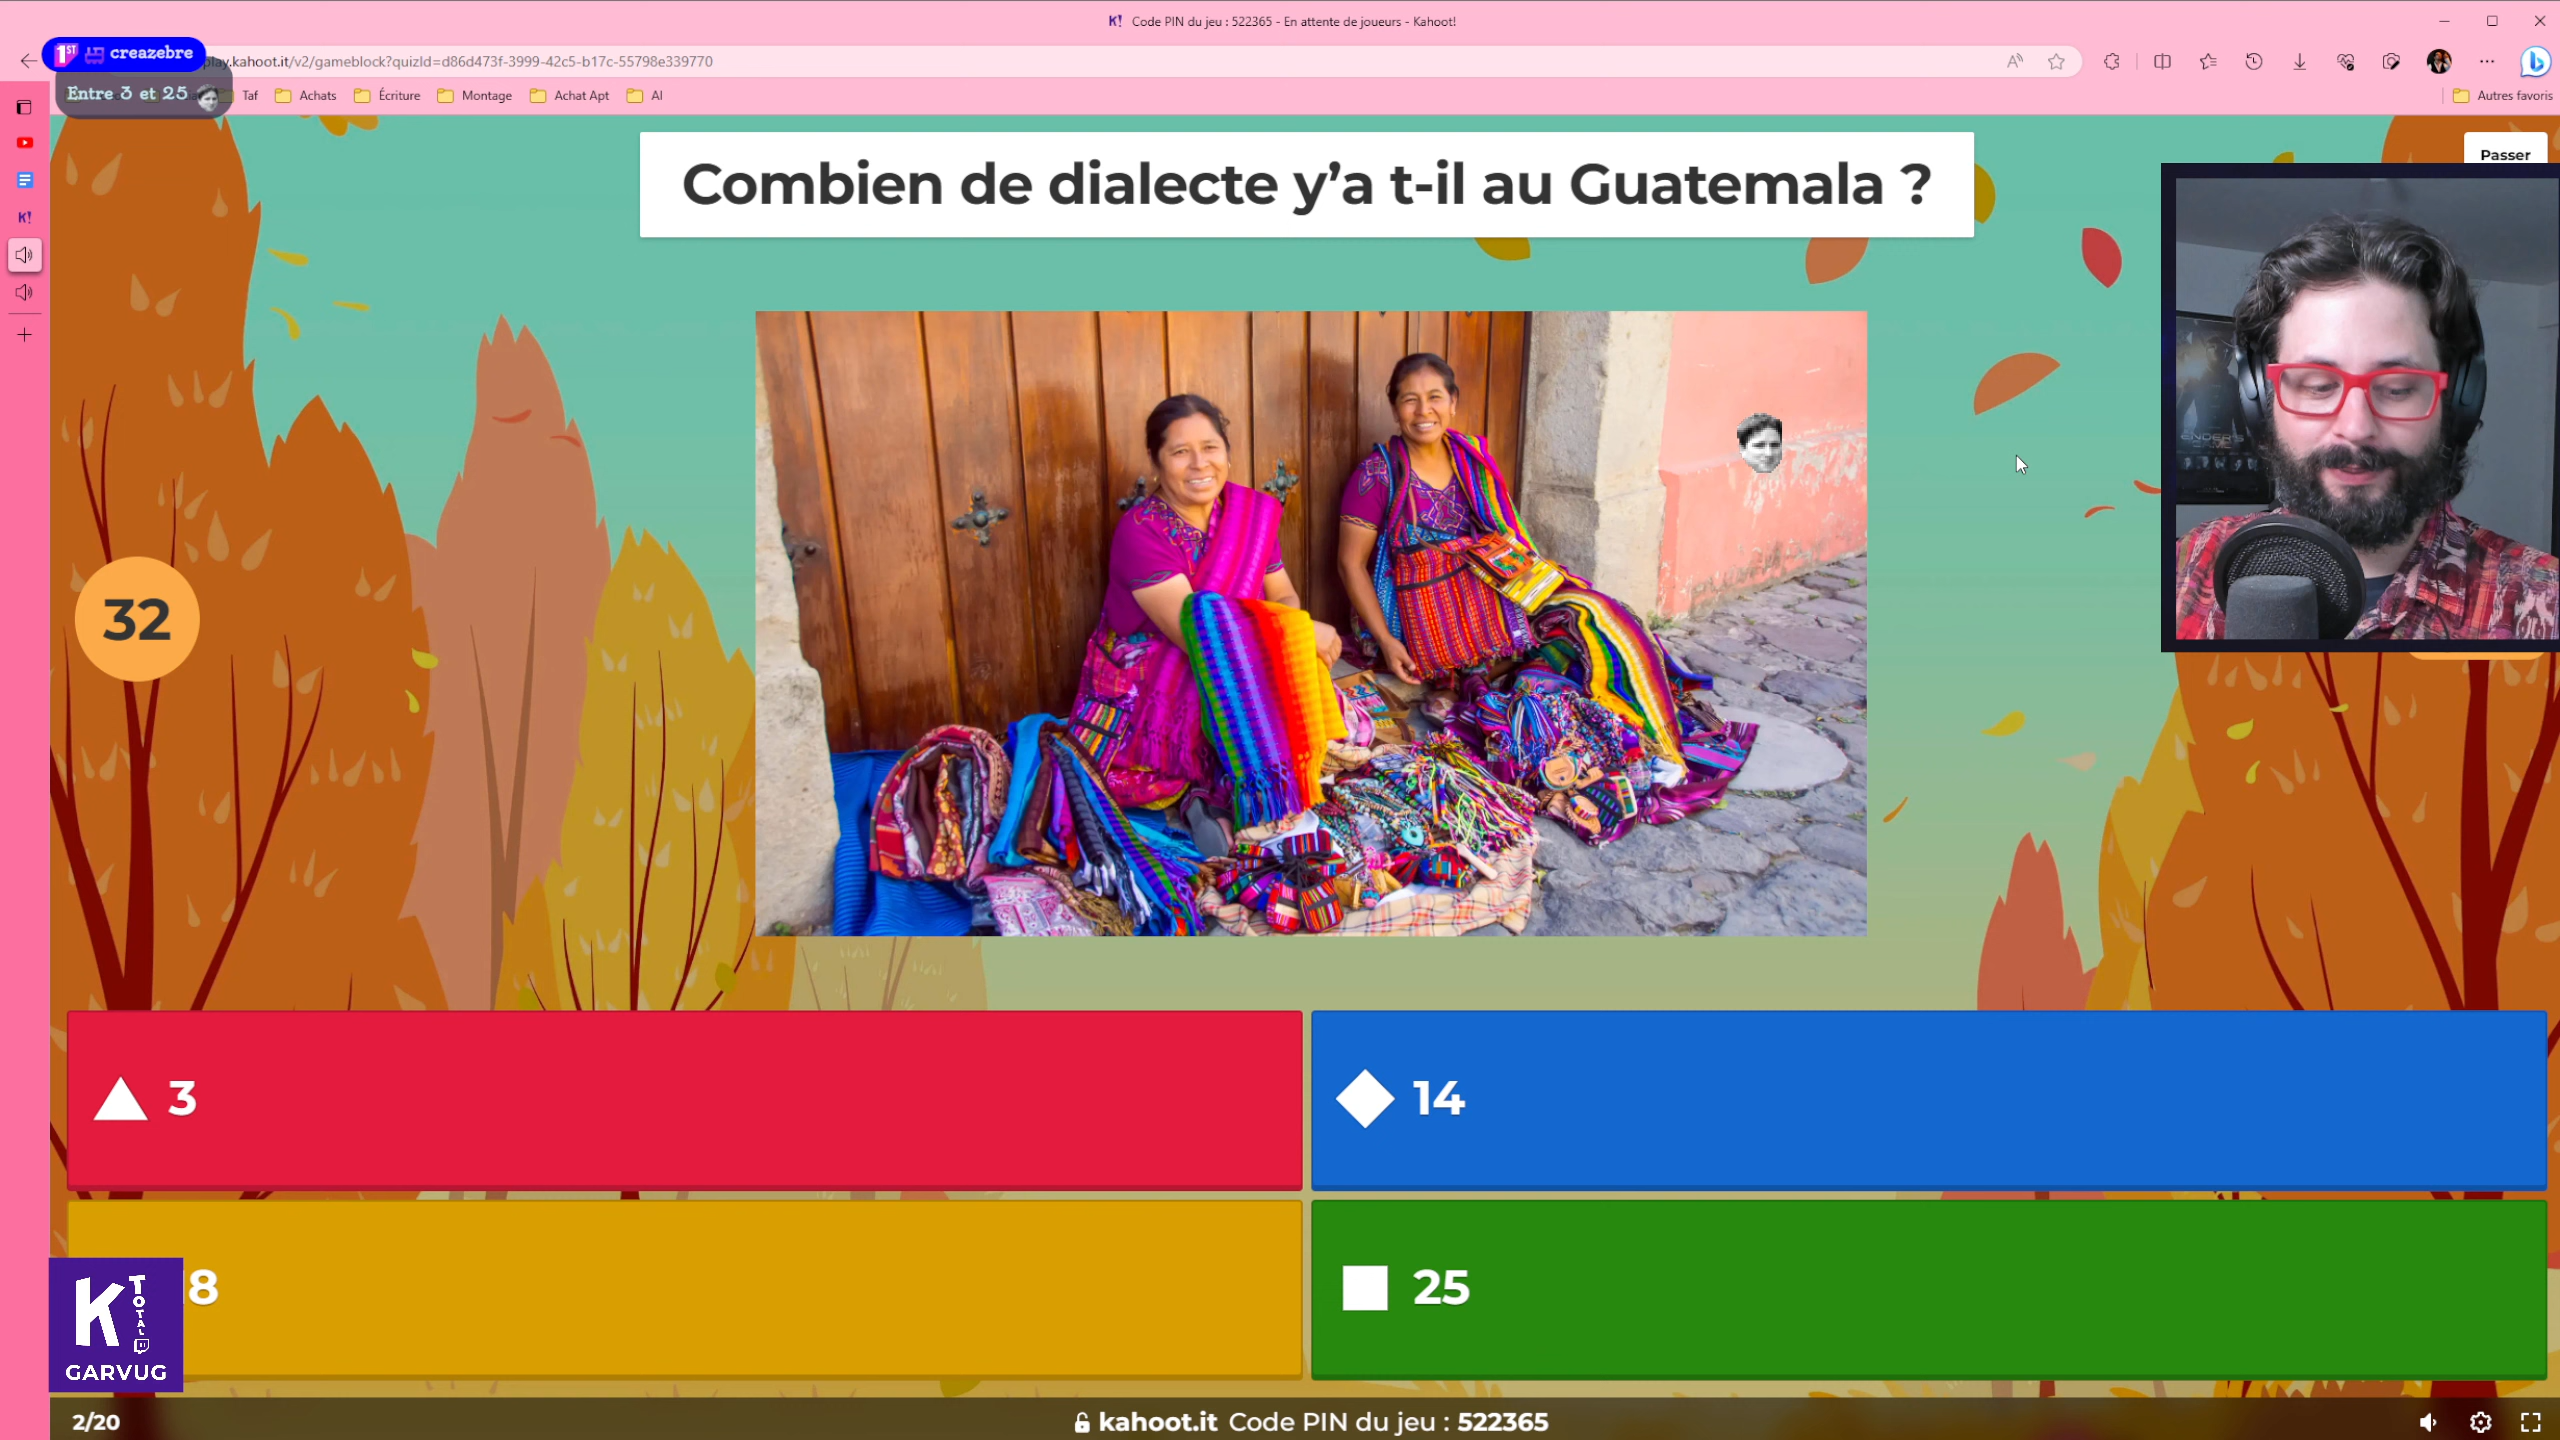 K! Code PIN du jeu : 522365 - En attente de joueurs - Kahoot!
1ST creazebre
play.kahoot.it/v2/gameblock?quizId=d86d473f-3999-42c5-b17c-55798e339770
Entre 3 et 25
Taf Achats Écriture Montage Achat Apt AI Autres favoris
Combien de dialecte y’a t-il au Guatemala ?
Passer
K!
32
3
14
8
25
K TOTAL
GARVUG
2/20
kahoot.it Code PIN du jeu : 522365